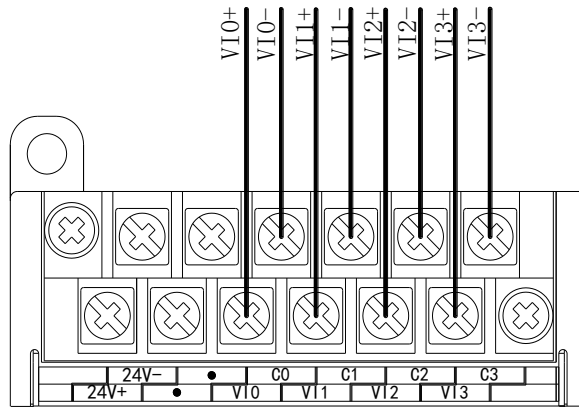 VI0+ VI0- VI1+ VI1- VI2+ VI2- VI3+ VI3-
24V- ● C0 C1 C2 C3
24V+ ● VI0 VI1 VI2 VI3